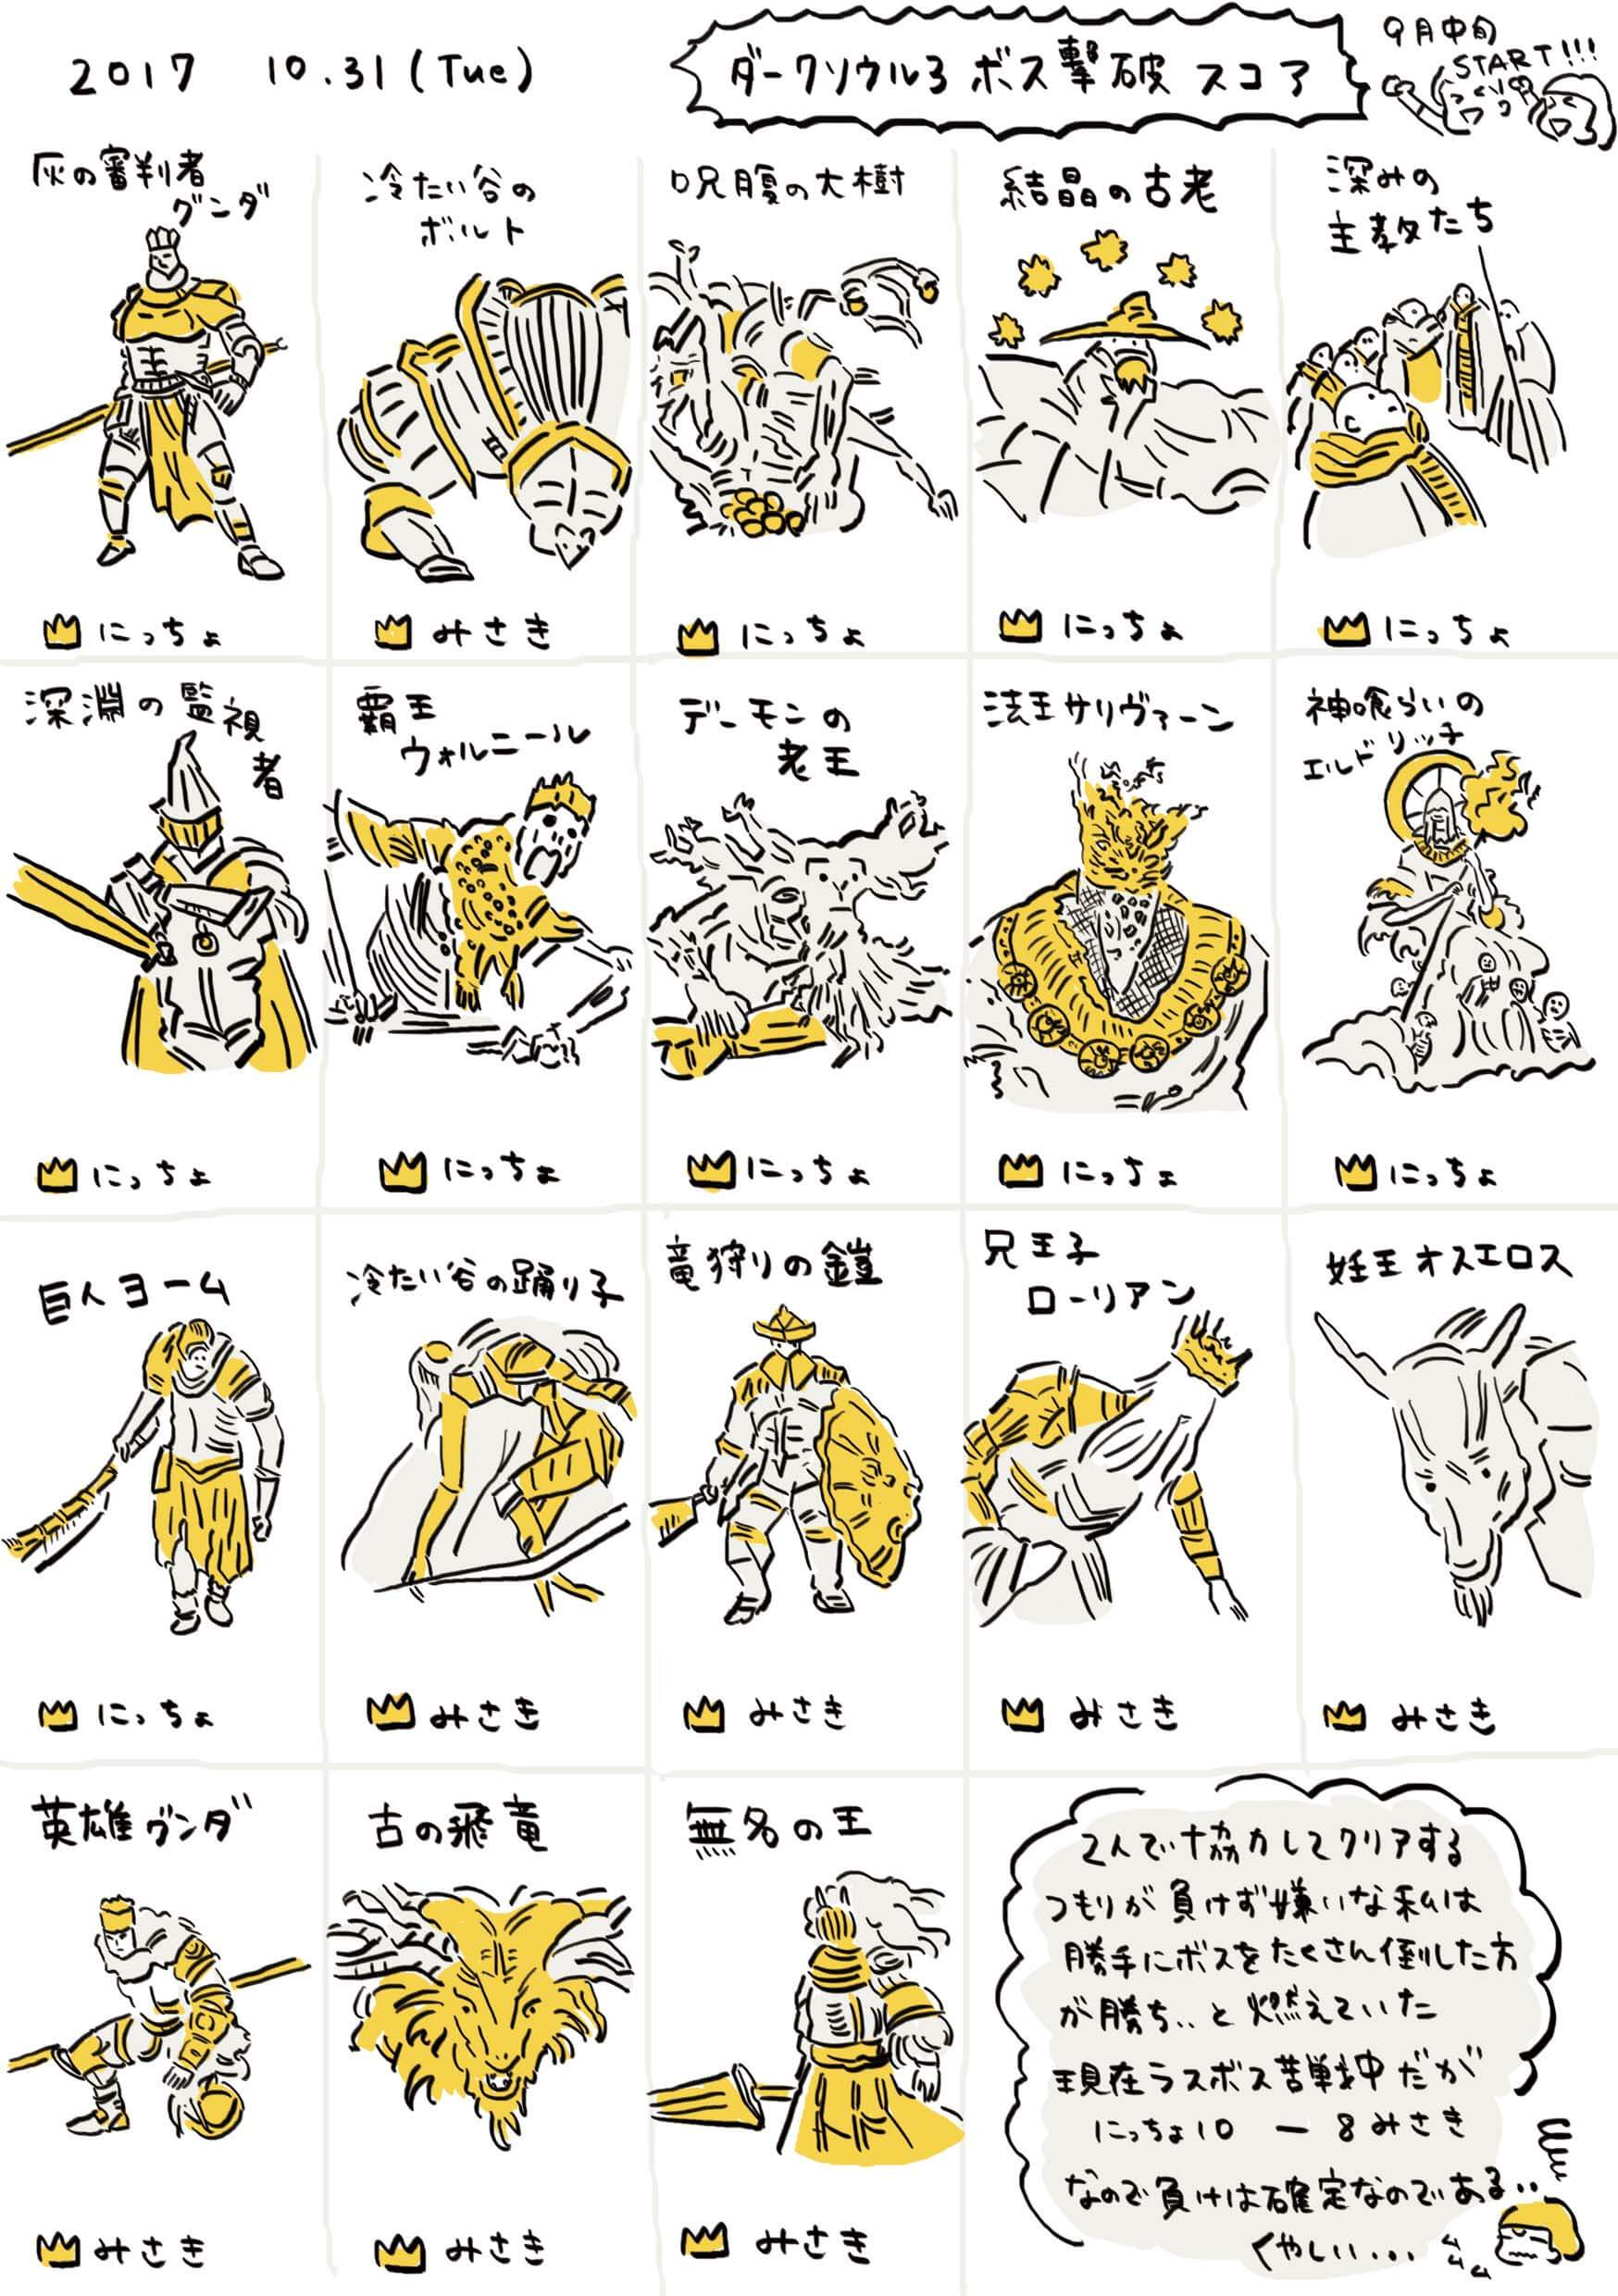 2017 10.31(Tue)
ダークソウル3 ボス撃破 スコア
9月中旬
START!!!
灰の審判者
グンダ
にっちょ
冷たい谷の
ボルト
みさき
呪腹の大樹
にっちょ
結晶の古老
にっちょ
深みの
主教たち
にっちょ
深淵の監視
者
にっちょ
覇王
ウォルニール
にっちょ
デーモンの
老王
にっちょ
法王サリヴァーン
にっちょ
神喰らいの
エルドリッチ
にっちょ
巨人ヨーム
にっちょ
冷たい谷の踊り子
みさき
竜狩りの鎧
みさき
兄王子
ローリアン
みさき
妊王オスエロス
みさき
英雄グンダ
みさき
古の飛竜
みさき
無名の王
みさき
2人で協力してクリアする
つもりが負けず嫌いな私は
勝手にボスをたくさん倒した方
が勝ち..と燃えていた
現在ラスボス苦戦中だが
にっちょ10 ー 8みさき
なので負けは確定なのである..
くやしい...